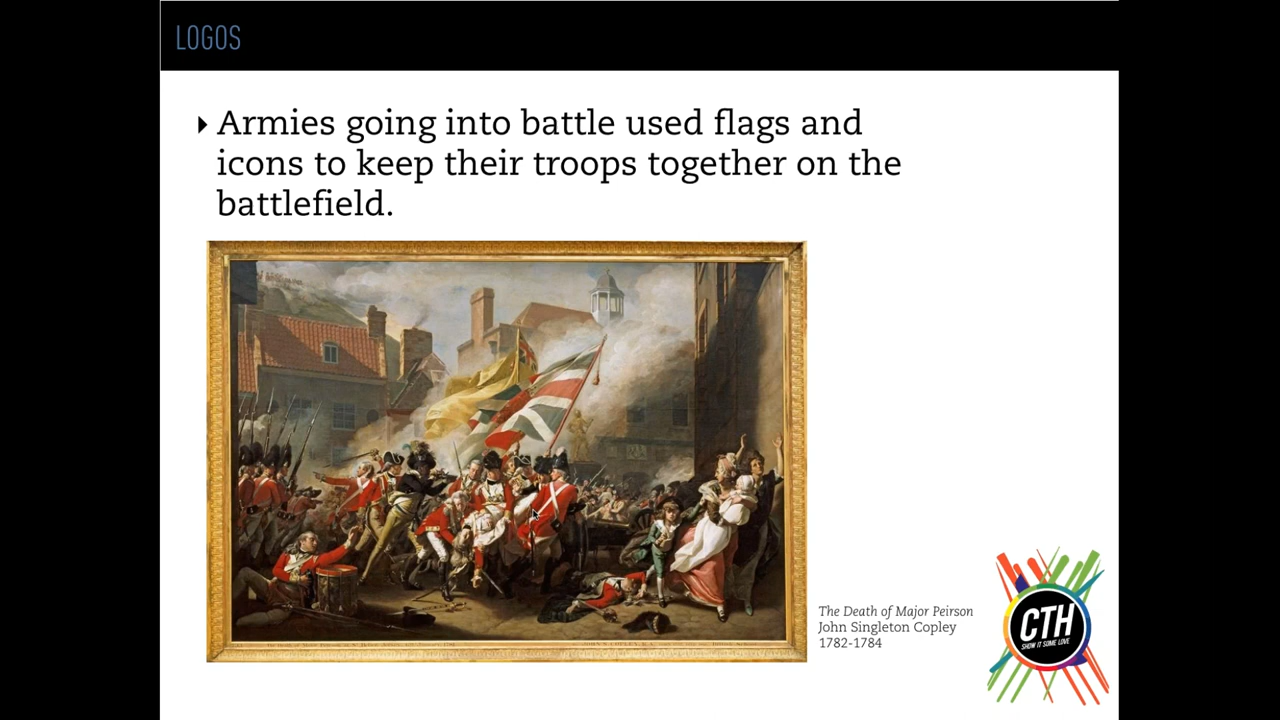 LOGOS
Armies going into battle used flags and
icons to keep their troops together on the
battlefield.
The Death of Major Peirson
John Singleton Copley
1782-1784
CTH
SHOW IT SOME LOVE